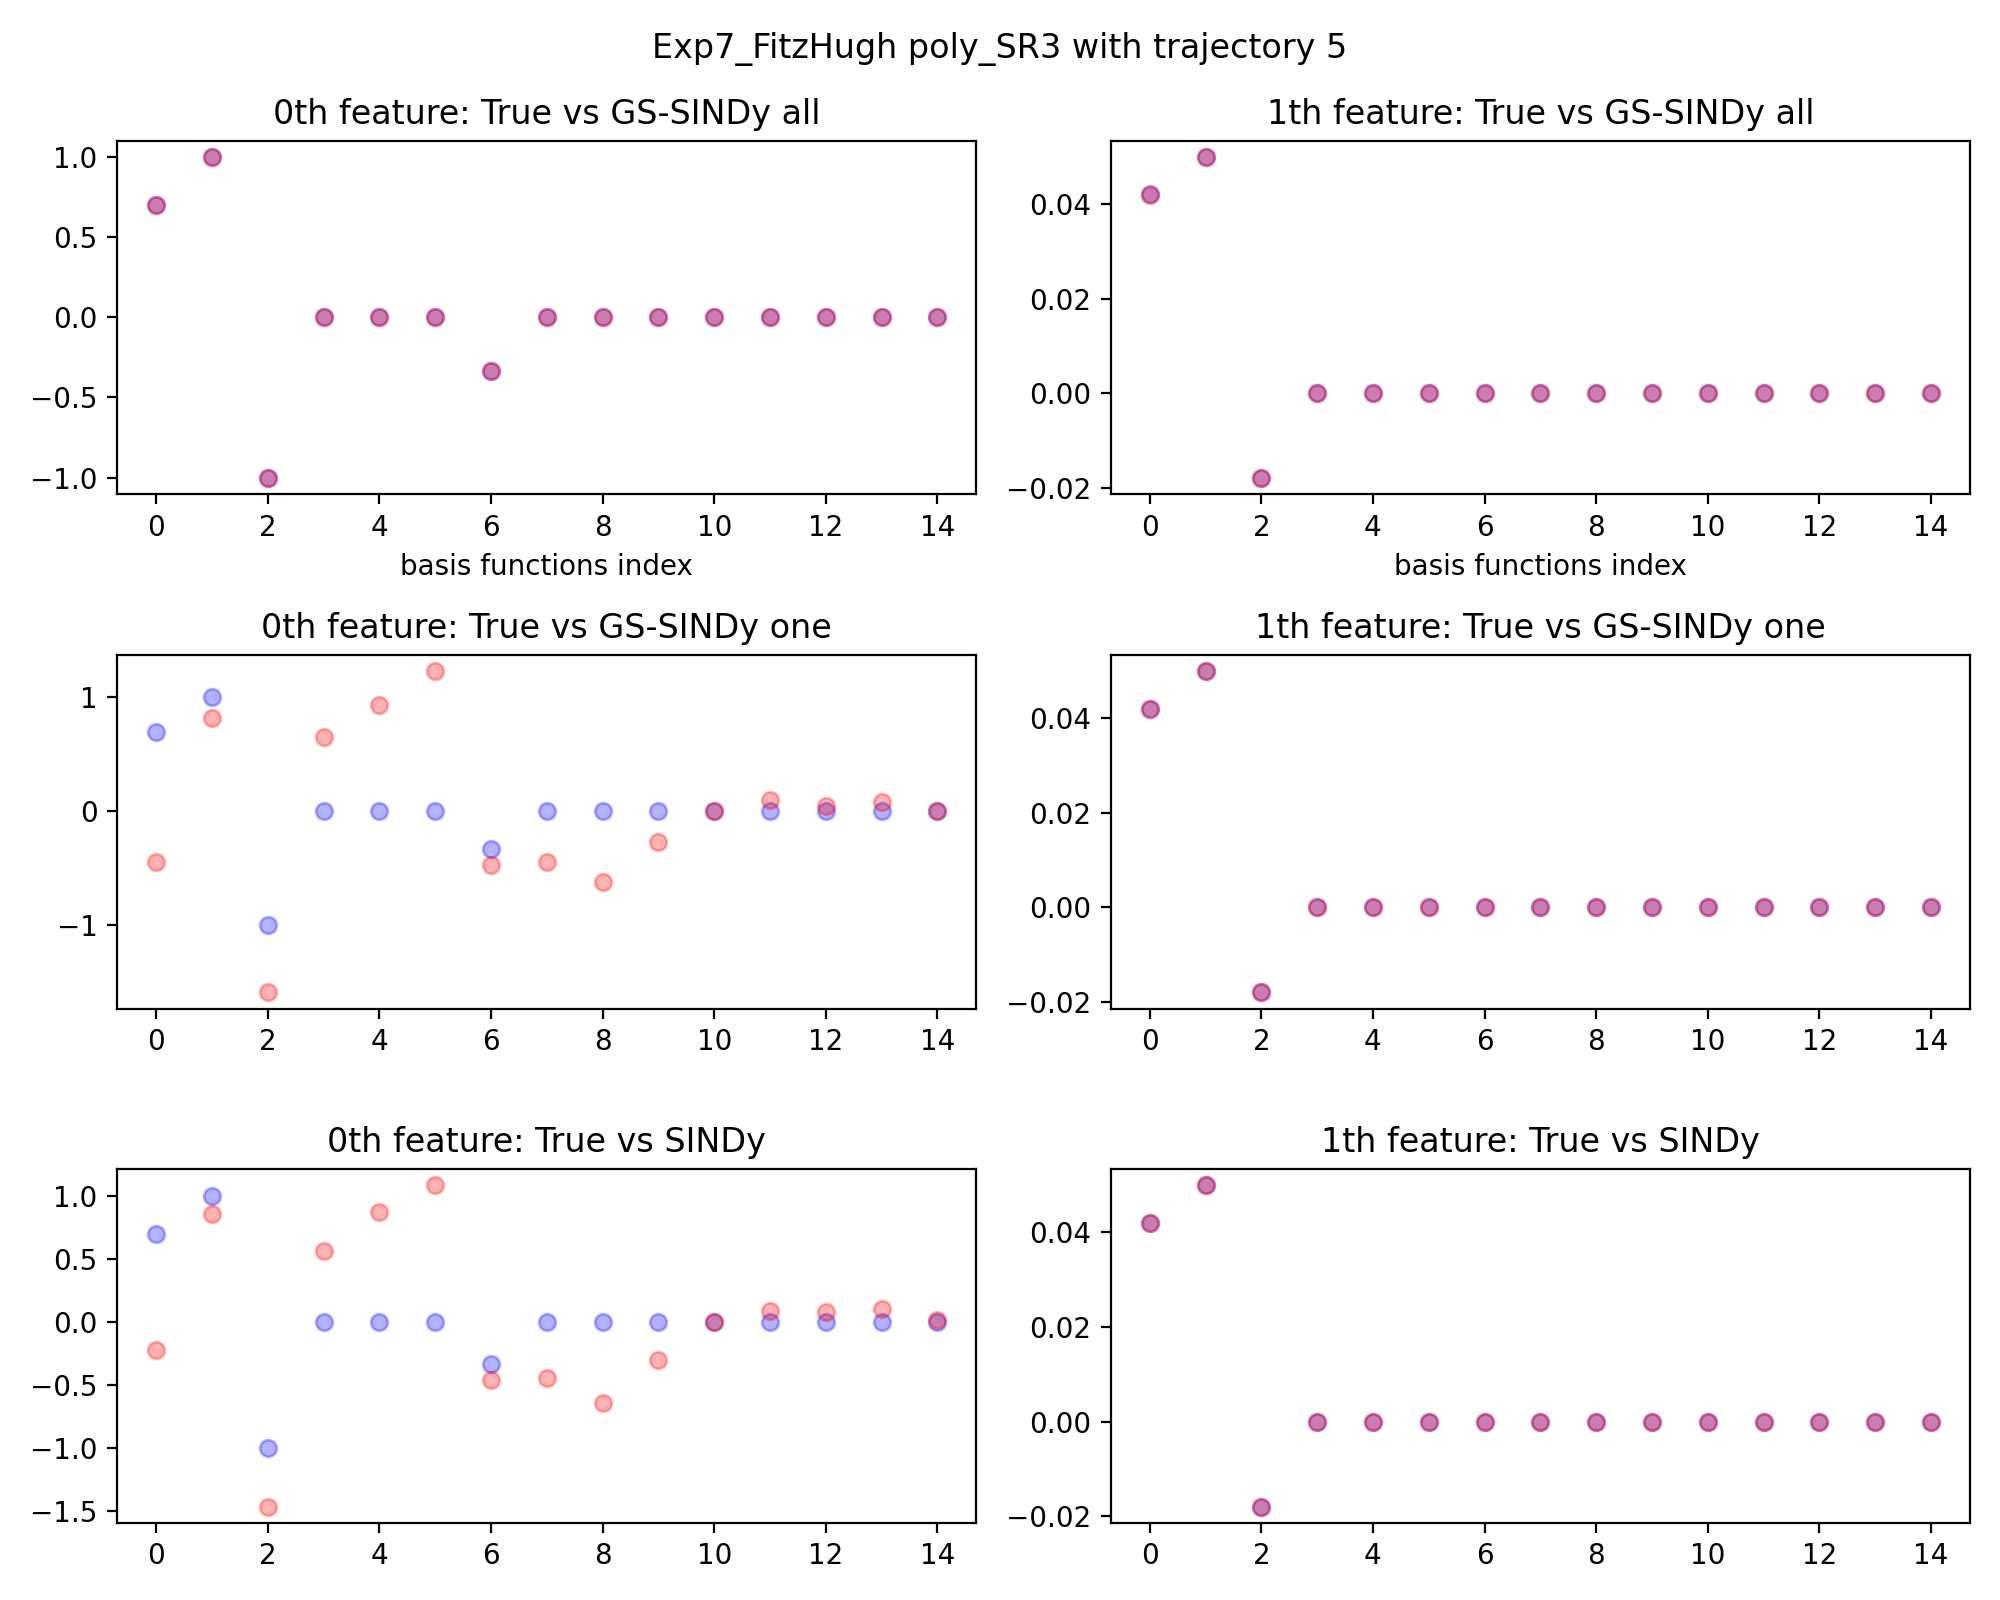 Exp7_FitzHugh poly_SR3 with trajectory 5
0th feature: True vs GS-SINDy all
1.0
0.5
0.0
−0.5
−1.0
0 2 4 6 8 10 12 14
basis functions index
1th feature: True vs GS-SINDy all
0.04
0.02
0.00
−0.02
0 2 4 6 8 10 12 14
basis functions index
0th feature: True vs GS-SINDy one
1
0
−1
0 2 4 6 8 10 12 14
1th feature: True vs GS-SINDy one
0.04
0.02
0.00
−0.02
0 2 4 6 8 10 12 14
0th feature: True vs SINDy
1.0
0.5
0.0
−0.5
−1.0
−1.5
0 2 4 6 8 10 12 14
1th feature: True vs SINDy
0.04
0.02
0.00
−0.02
0 2 4 6 8 10 12 14